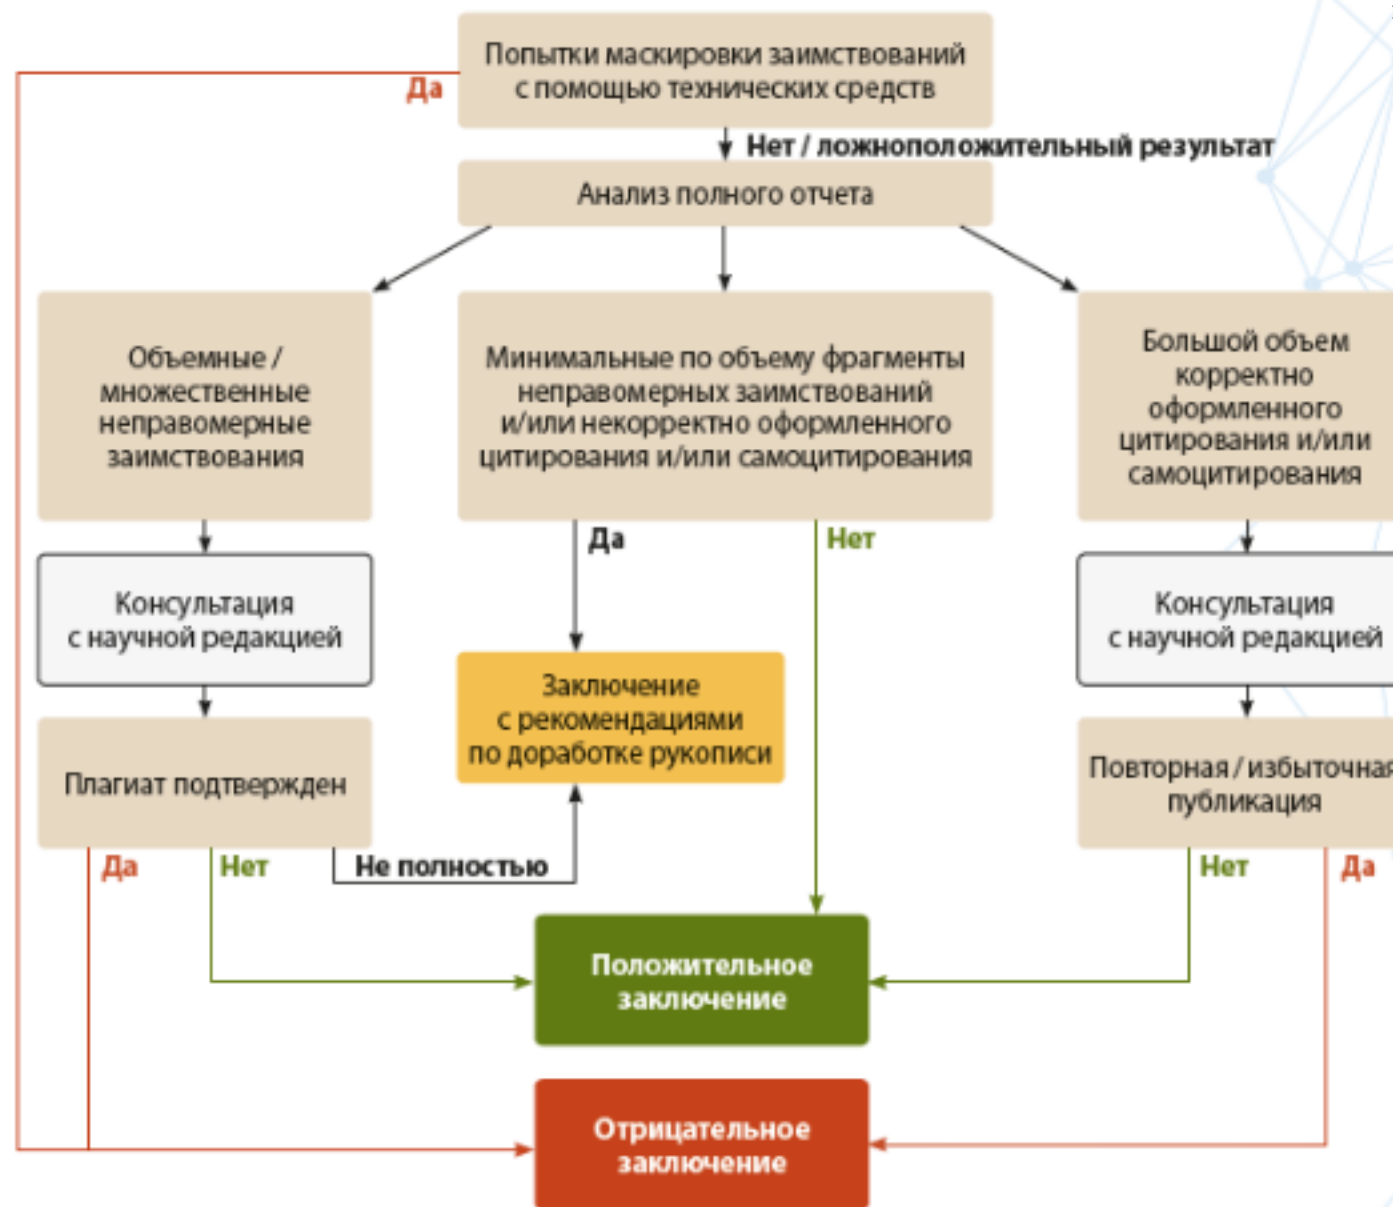 Попытки маскировки заимствований
с помощью технических средств
Да
Нет / ложноположительный результат
Анализ полного отчета
Объемные /
множественные
неправомерные
заимствования
Минимальные по объему фрагменты
неправомерных заимствований
и/или некорректно оформленного
цитирования и/или самоцитирования
Большой объем
корректно
оформленного
цитирования и/или
самоцитирования
Да
Нет
Консультация
с научной редакцией
Заключение
с рекомендациями
по доработке рукописи
Консультация
с научной редакцией
Плагиат подтвержден
Повторная / избыточная
публикация
Да
Нет
Не полностью
Нет
Да
Положительное
заключение
Отрицательное
заключение